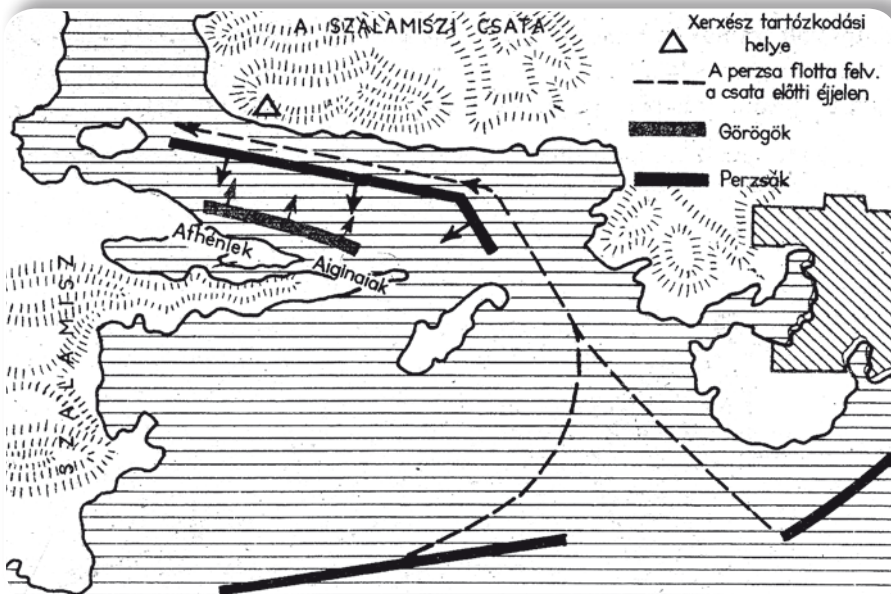 A SZALAMISZI CSATA
Xerxész tartózkodási
helye
A perzsa flotta felv.
a csata előtti éjjelen
Görögök
Perzsák
Athéniek
Aiginaiak
SZALAMISZ